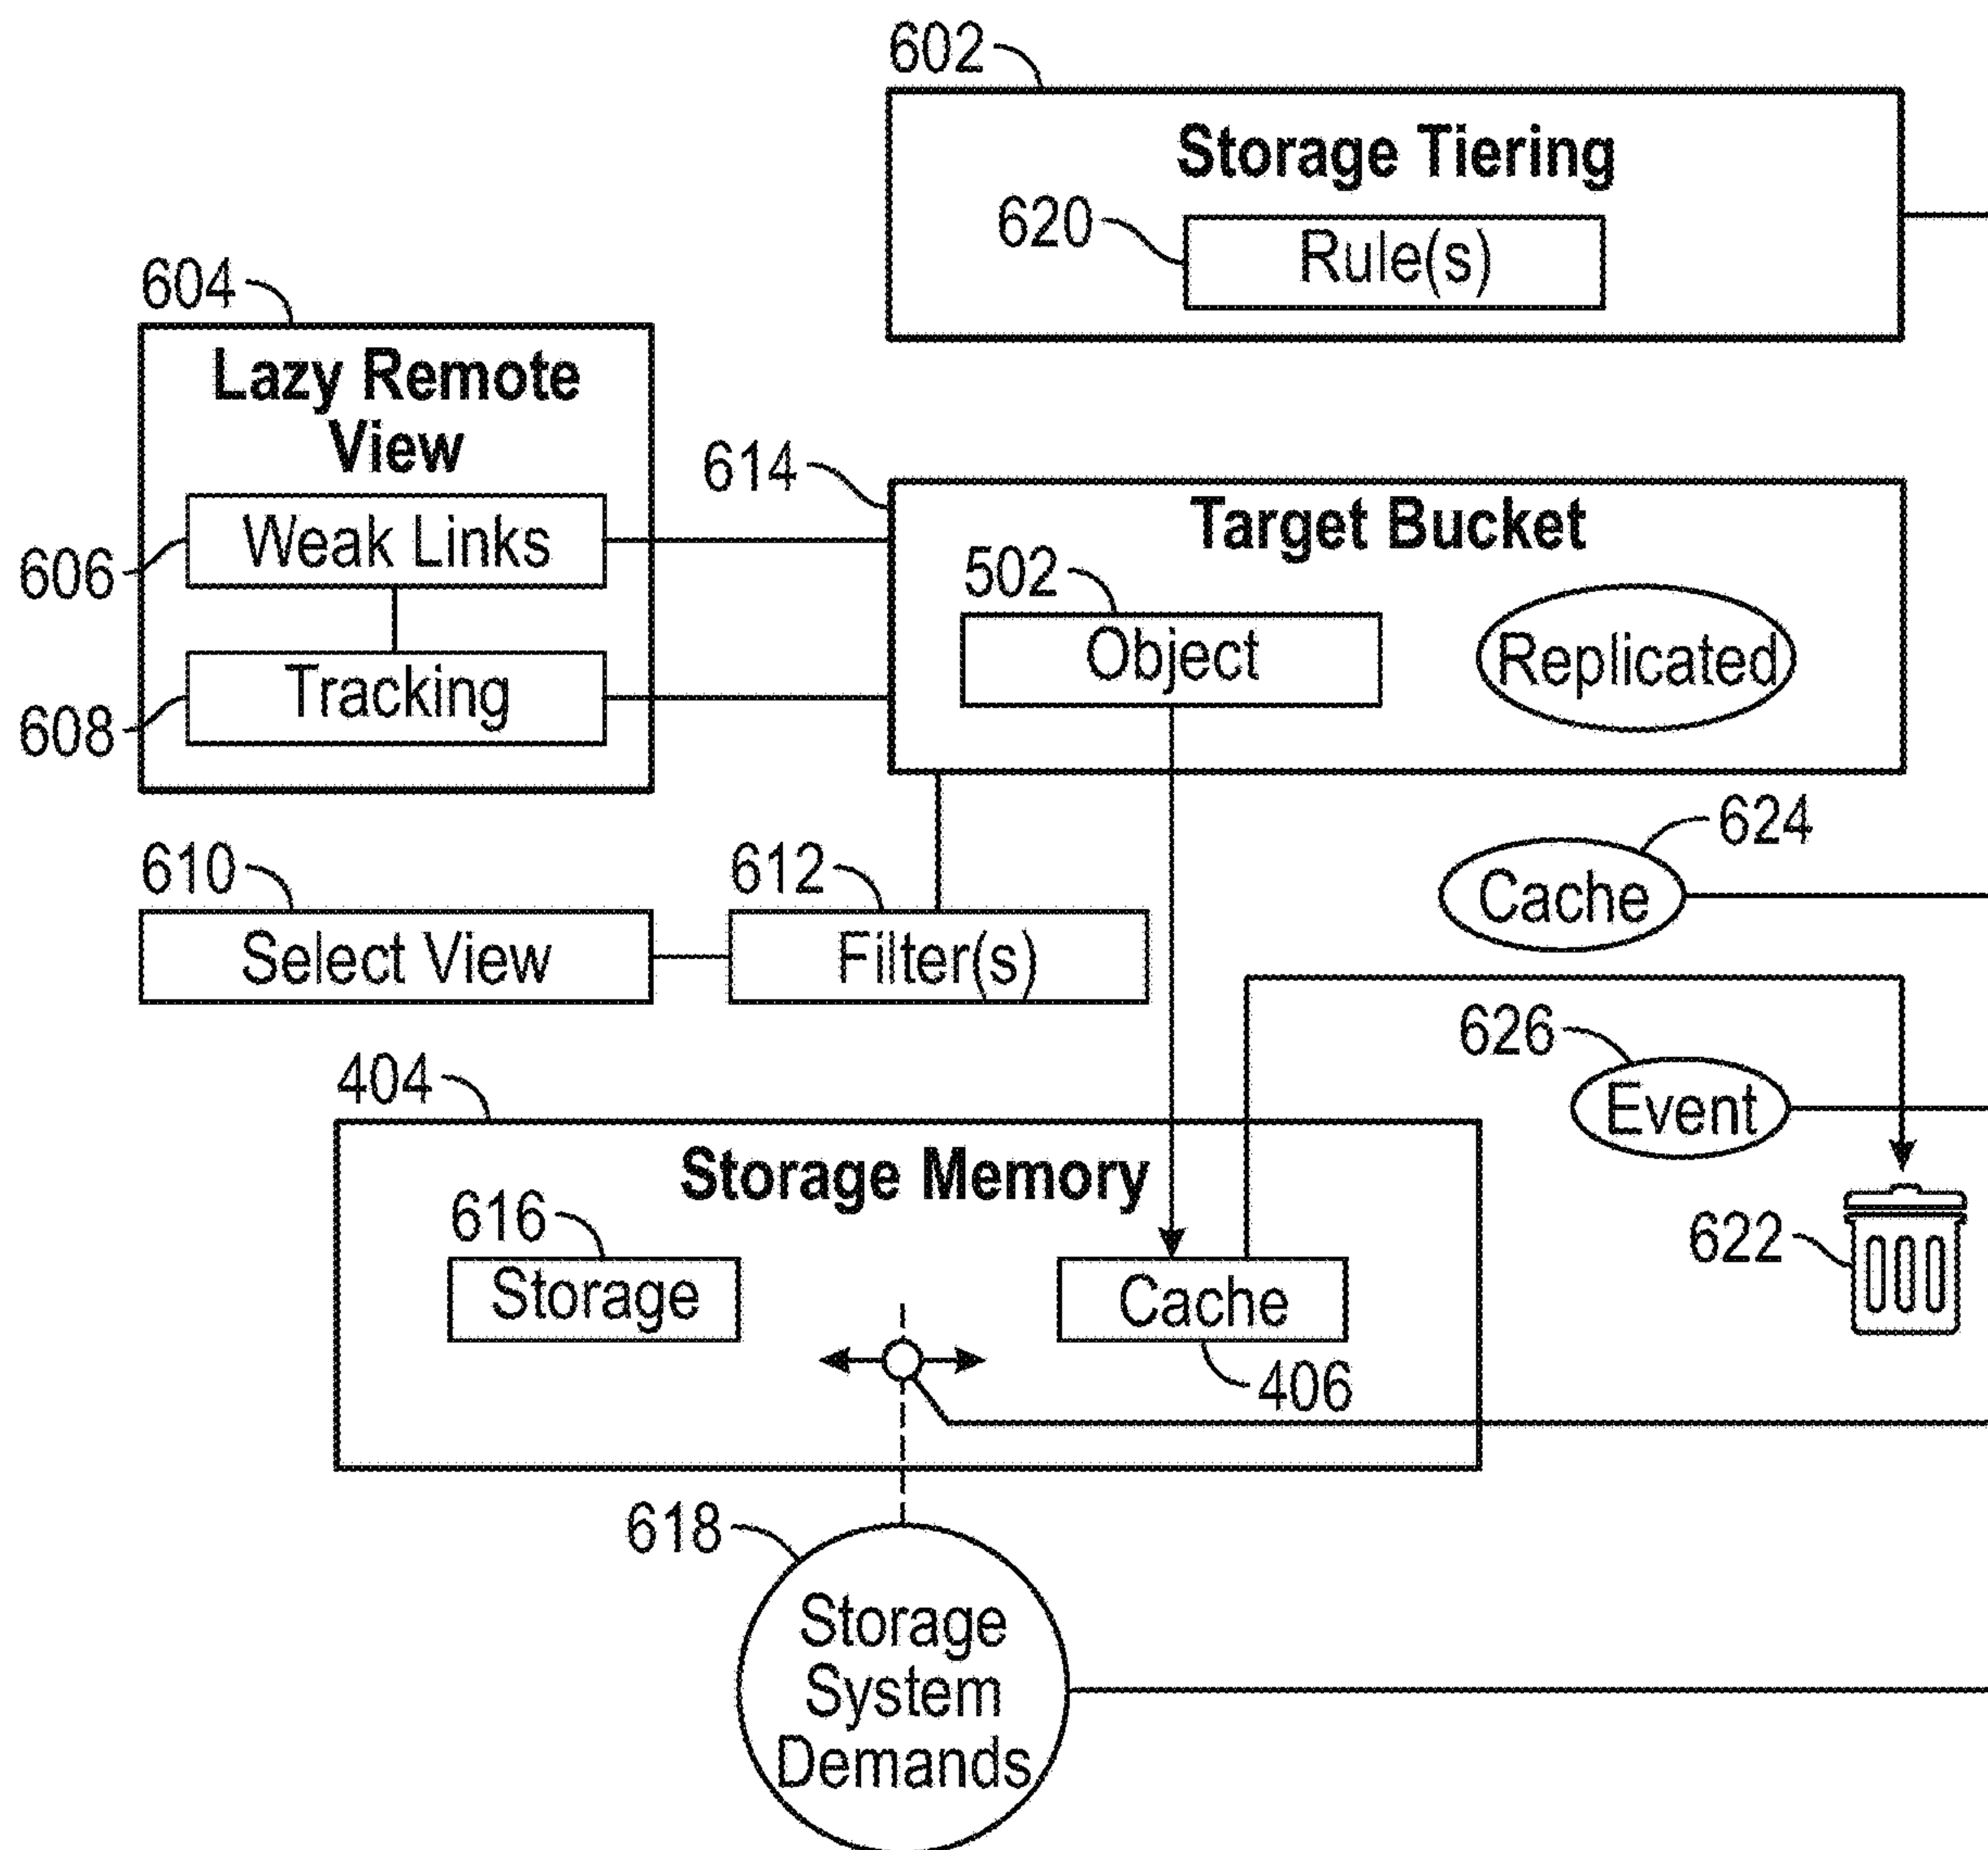 602
Storage Tiering
620
Rule(s)
604
Lazy Remote
View
614
Target Bucket
606
Weak Links
502
Object
Replicated
608
Tracking
624
Cache
610
612
Select View
Filter(s)
626
Event
404
Storage Memory
616
Storage
Cache
406
622
618
Storage
System
Demands